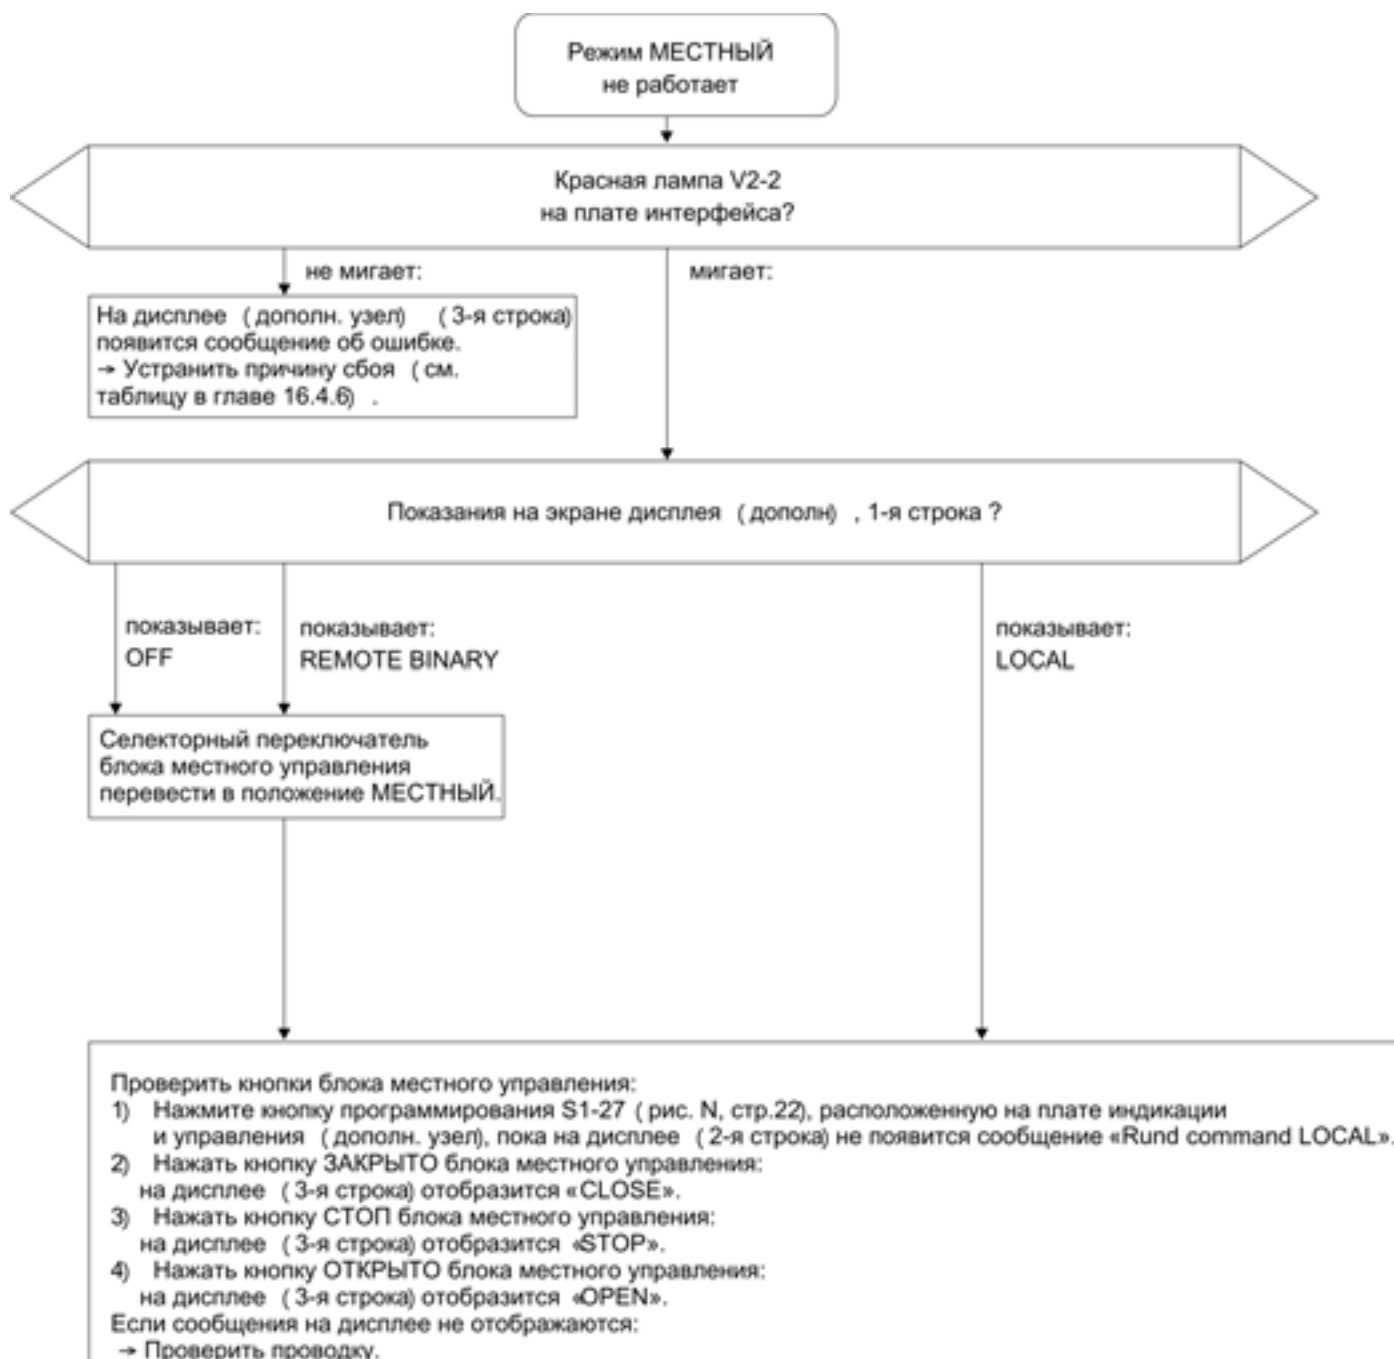 Режим МЕСТНЫЙ
не работает
Красная лампа V2-2
на плате интерфейса?
не мигает:
мигает:
На дисплее ( дополн. узел) ( 3-я строка)
появится сообщение об ошибке.
→ Устранить причину сбоя ( см.
таблицу в главе 16.4.6) .
Показания на экране дисплея ( дополн) , 1-я строка ?
показывает:
OFF
показывает:
REMOTE BINARY
показывает:
LOCAL
Селекторный переключатель
блока местного управления
перевести в положение МЕСТНЫЙ.
Проверить кнопки блока местного управления:
1) Нажмите кнопку программирования S1-27 ( рис. N, стр.22), расположенную на плате индикации
и управления ( дополн. узел), пока на дисплее ( 2-я строка) не появится сообщение «Rund command LOCAL».
2) Нажать кнопку ЗАКРЫТО блока местного управления:
на дисплее ( 3-я строка) отобразится «CLOSE».
3) Нажать кнопку СТОП блока местного управления:
на дисплее ( 3-я строка) отобразится «STOP».
4) Нажать кнопку ОТКРЫТО блока местного управления:
на дисплее ( 3-я строка) отобразится «OPEN».
Если сообщения на дисплее не отображаются:
→ Проверить проводку.